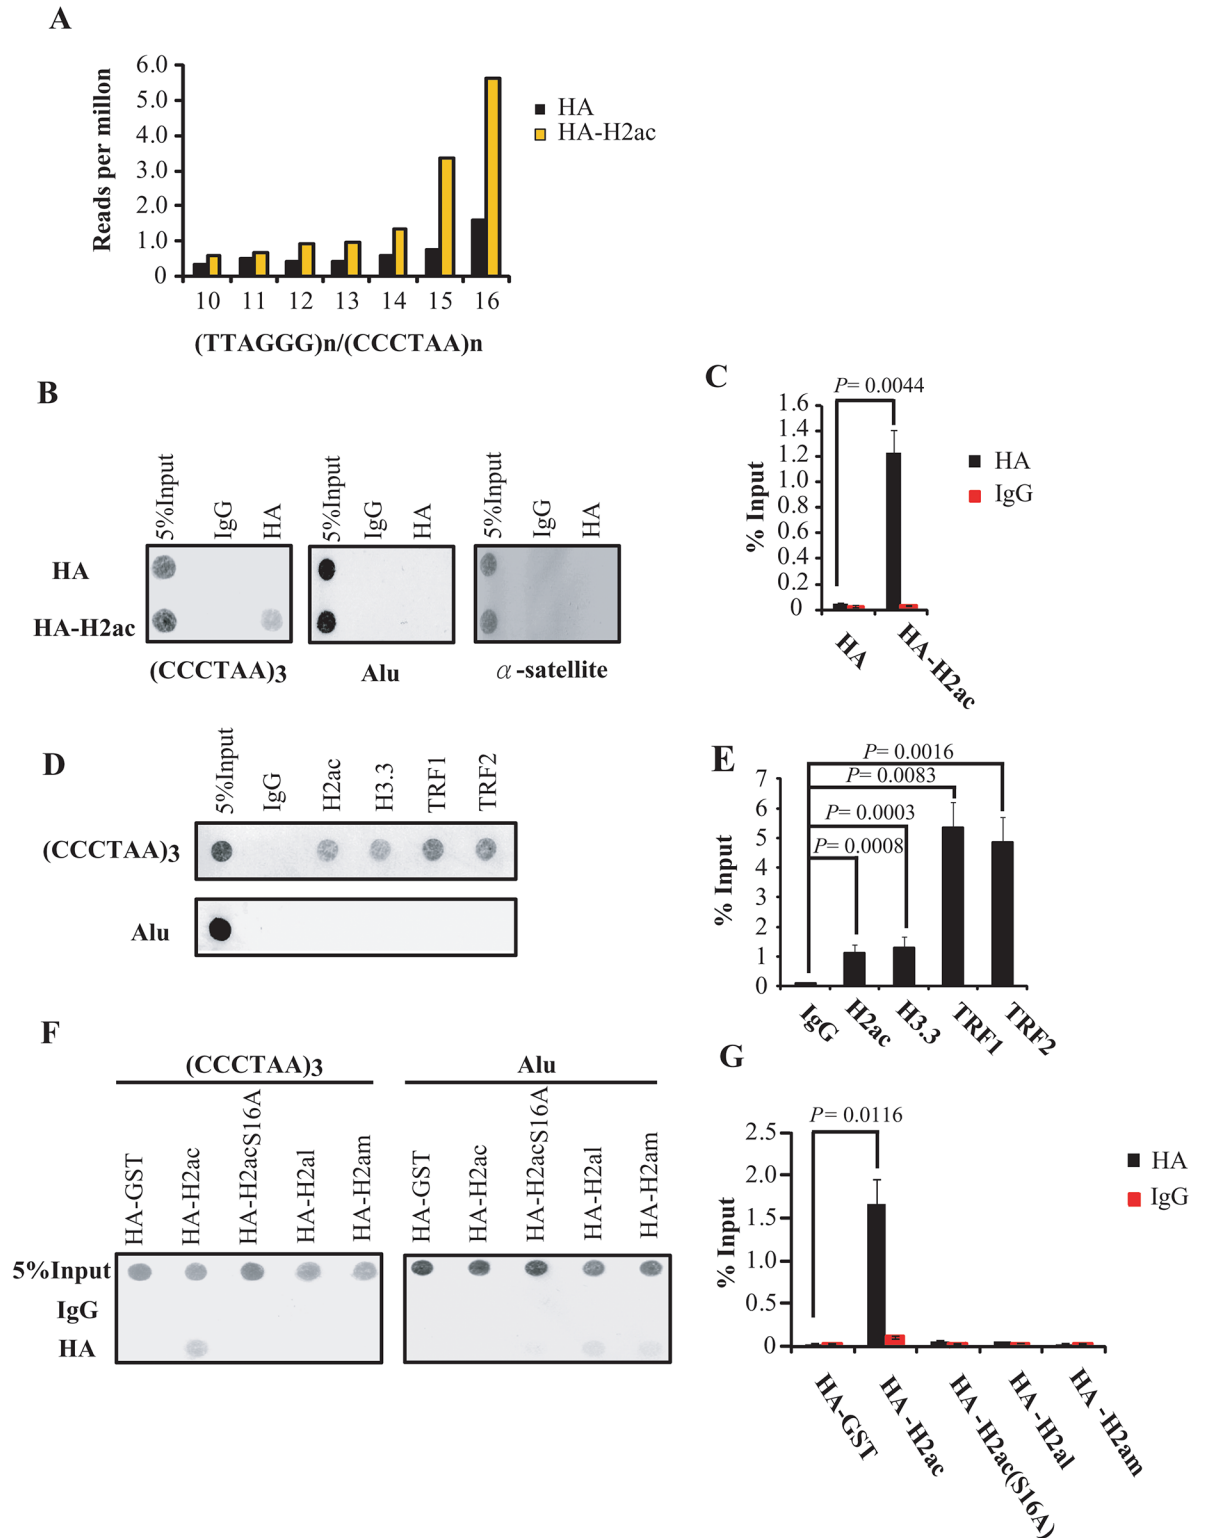 A
6.0
5.0
4.0
3.0
2.0
1.0
0
Reads per millon
HA
HA-H2ac
10 11 12 13 14 15 16
(TTAGGG)n/(CCCTAA)n
B
5%Input IgG HA
5%Input IgG HA
5%Input IgG HA
HA
HA-H2ac
(CCCTAA)3
Alu
α-satellite
C
P= 0.0044
1.6
1.4
1.2
1.0
0.8
0.6
0.4
0.2
0
% Input
HA
IgG
HA
HA-H2ac
D
5%Input IgG H2ac H3.3 TRF1 TRF2
(CCCTAA)3
Alu
E
P= 0.0016
P= 0.0083
P= 0.0003
P= 0.0008
7
6
5
4
3
2
1
0
% Input
IgG H2ac H3.3 TRF1 TRF2
F
(CCCTAA)3
Alu
HA-GST HA-H2ac HA-H2acS16A HA-H2al HA-H2am
HA-GST HA-H2ac HA-H2acS16A HA-H2al HA-H2am
5%Input
IgG
HA
G
P= 0.0116
2.5
2.0
1.5
1.0
0.5
0
% Input
HA
IgG
HA-GST
HA -H2ac
HA -H2ac(S16A)
HA -H2al
HA -H2am